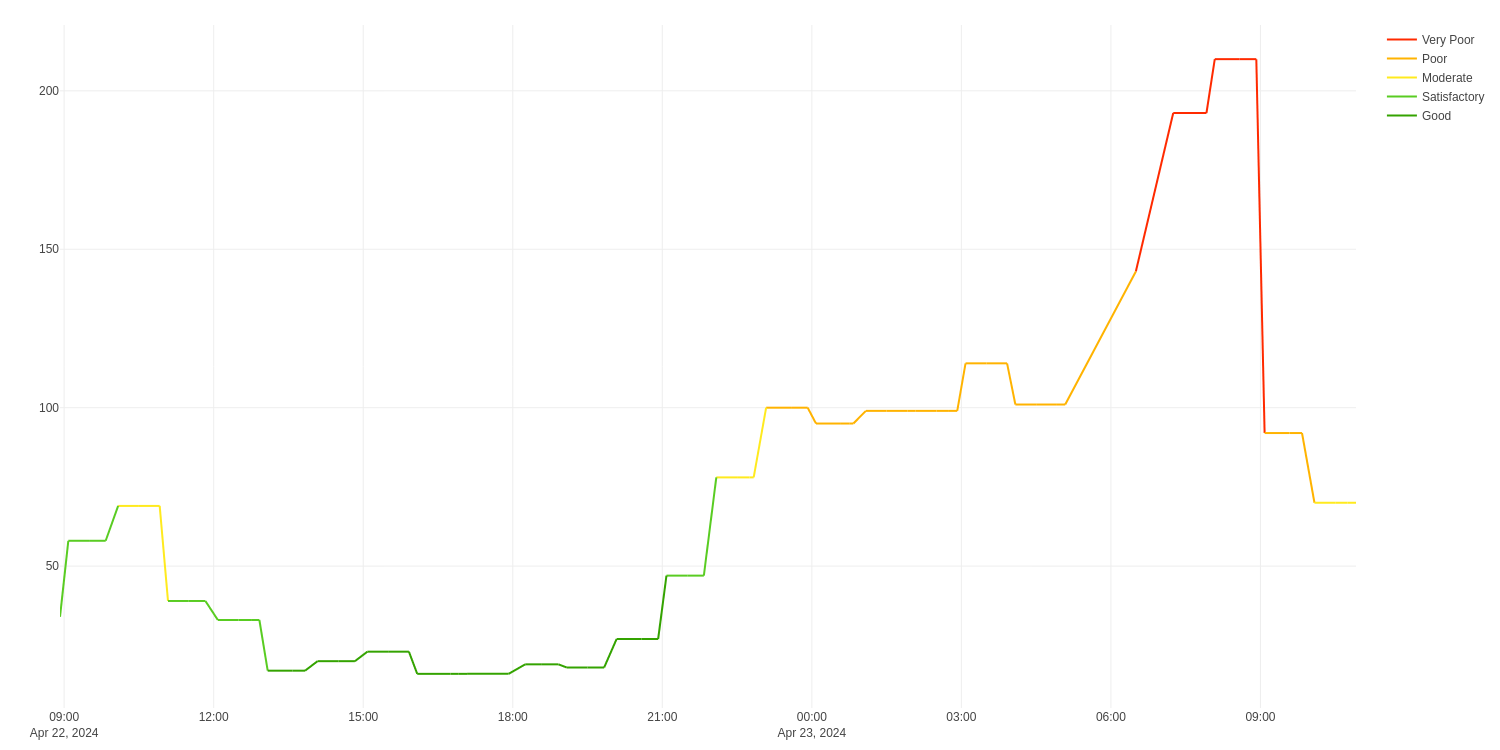 Very Poor
Poor
Moderate
Satisfactory
Good
200
150
100
50
09:00
12:00
15:00
18:00
21:00
00:00
03:00
06:00
09:00
Apr 22, 2024
Apr 23, 2024